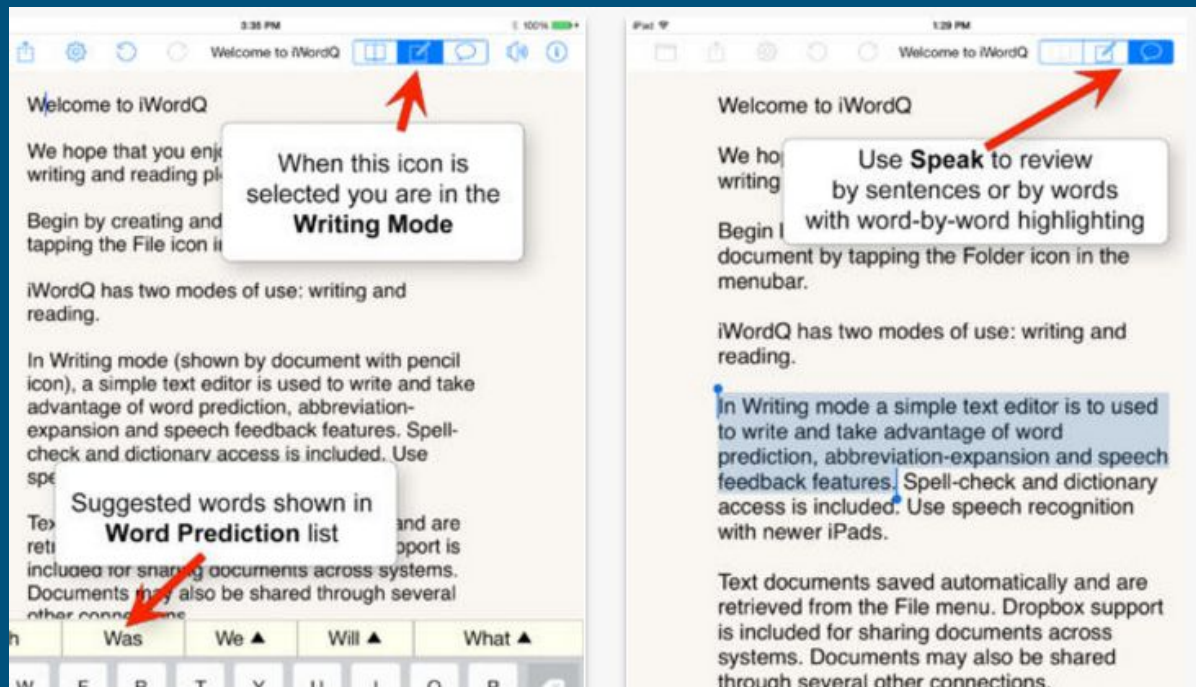 3:35 PM
100%
Welcome to iWordQ
Welcome to iWordQ
We hope that you enj
writing and reading pl
When this icon is
selected you are in the
Writing Mode
Begin by creating and
tapping the File icon i
iWordQ has two modes of use: writing and
reading.
In Writing mode (shown by document with pencil
icon), a simple text editor is used to write and take
advantage of word prediction, abbreviation-
expansion and speech feedback features. Spell-
check and dictionary access is included. Use
spe
Suggested words shown in
Word Prediction list
Tex and are
retr pport is
included for sharing documents across systems.
Documents may also be shared through several
other connections
h Was We ▲ Will ▲ What ▲
W E R T Y U I O P
iPad
1:29 PM
Welcome to iWordQ
Welcome to iWordQ
We ho
writing
Use Speak to review
by sentences or by words
with word-by-word highlighting
Begin
document by tapping the Folder icon in the
menubar.
iWordQ has two modes of use: writing and
reading.
In Writing mode a simple text editor is to used
to write and take advantage of word
prediction, abbreviation-expansion and speech
feedback features. Spell-check and dictionary
access is included. Use speech recognition
with newer iPads.
Text documents saved automatically and are
retrieved from the File menu. Dropbox support
is included for sharing documents across
systems. Documents may also be shared
through several other connections.